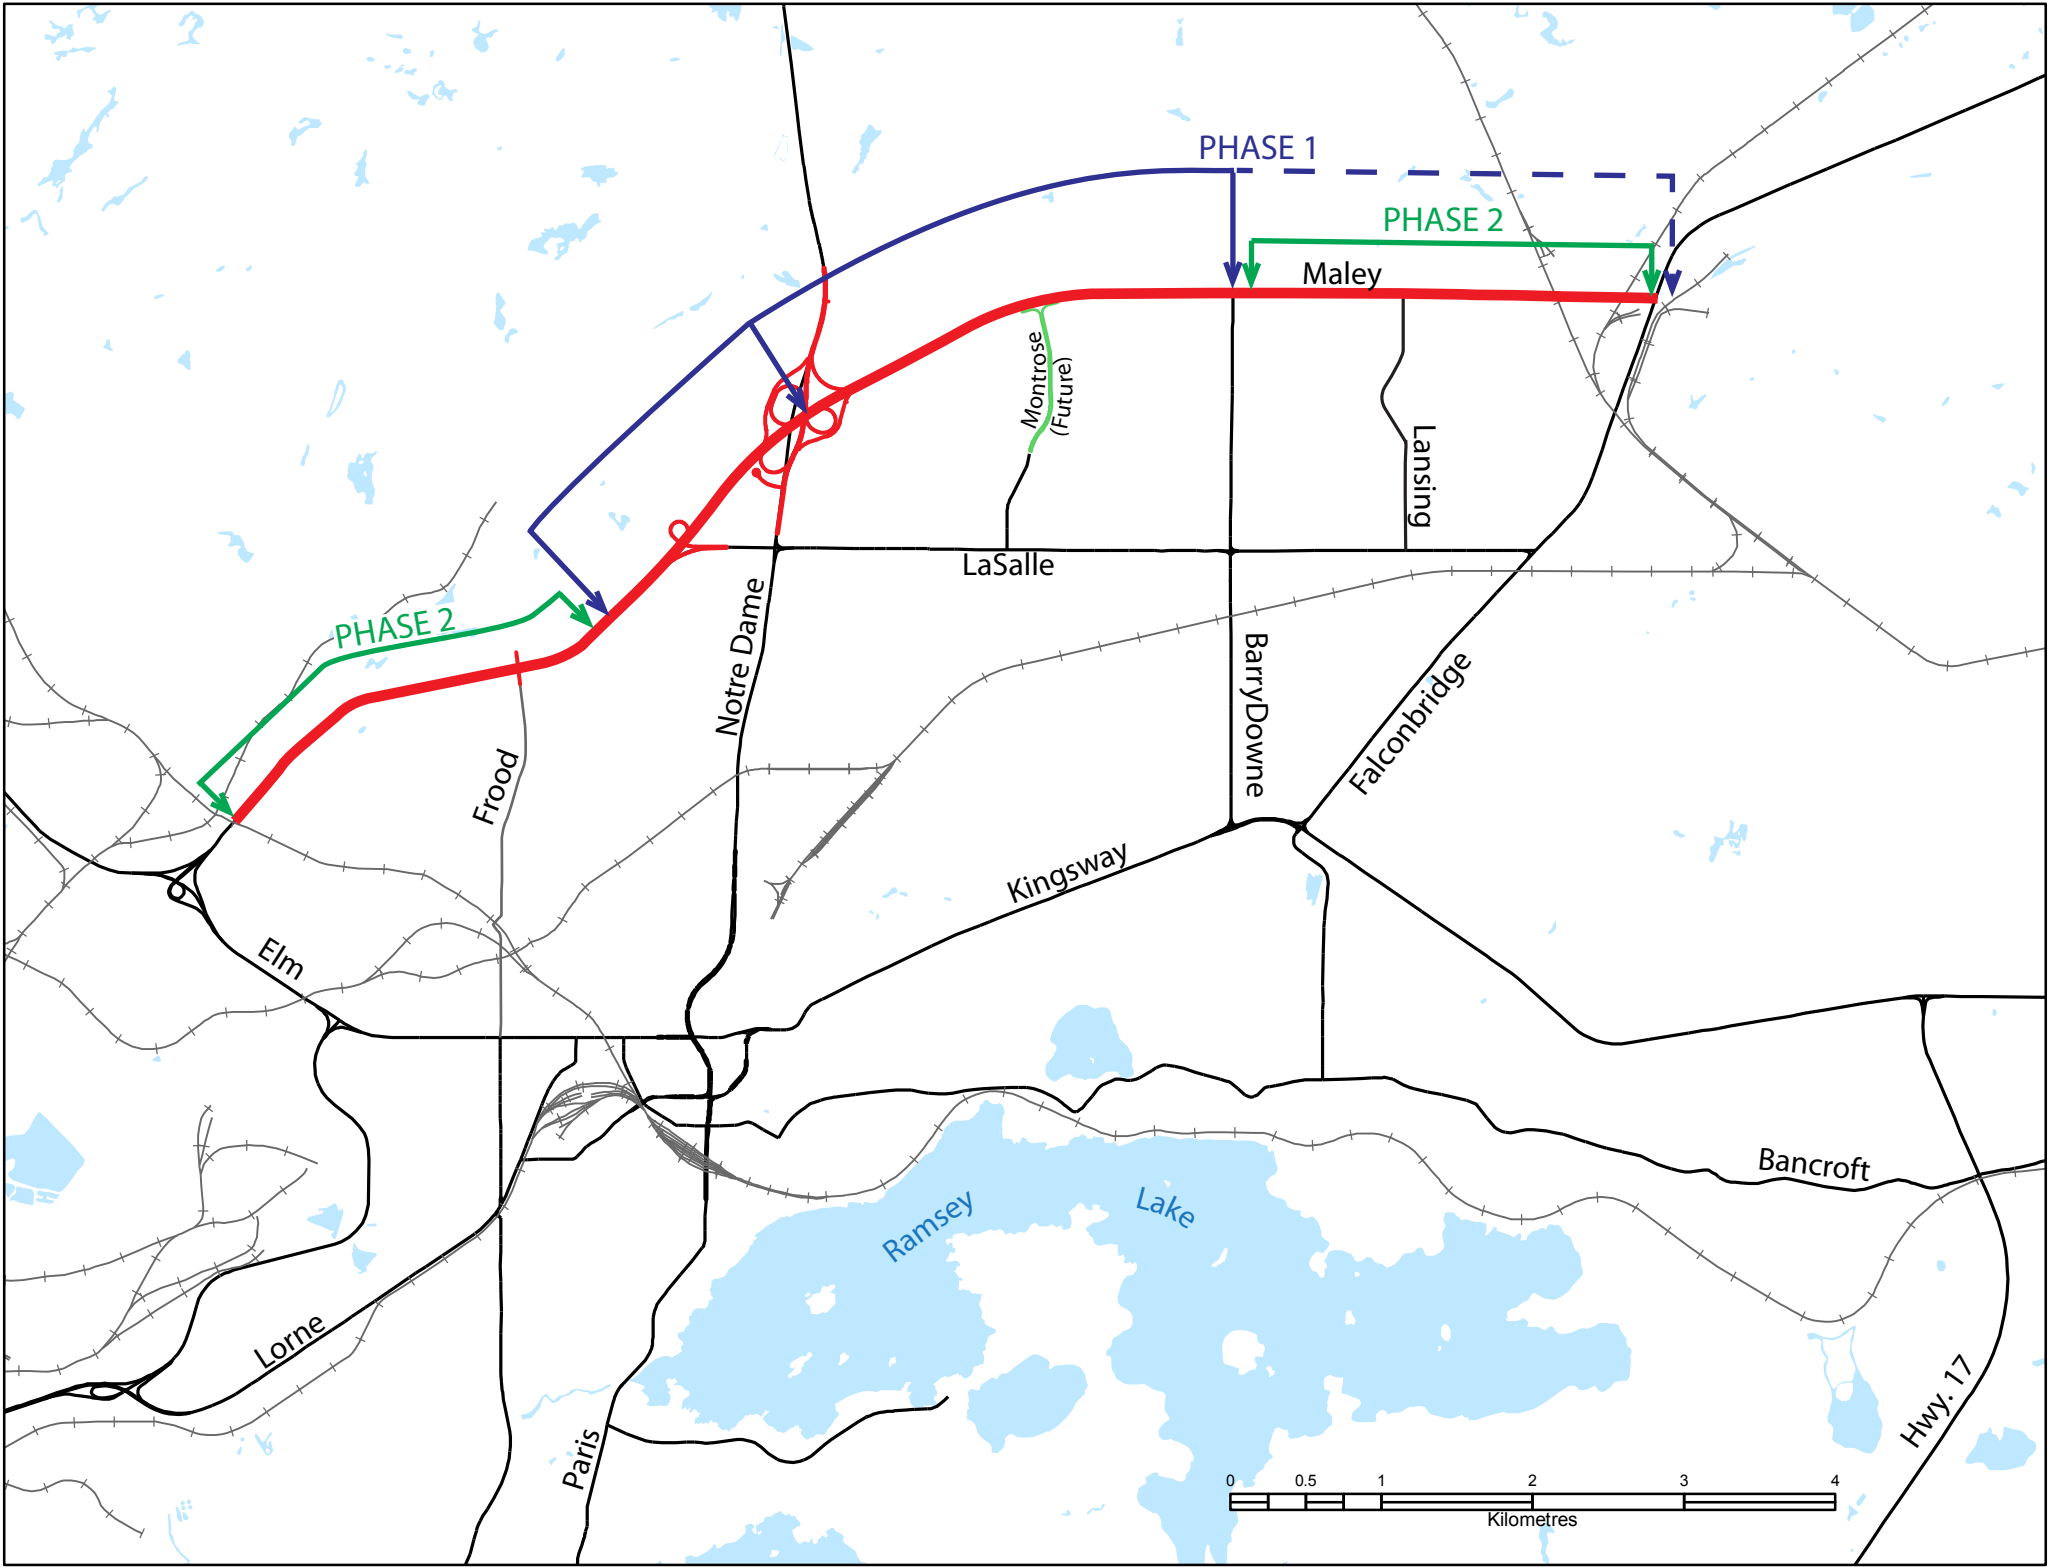 PHASE 1
PHASE 2
Maley
Montrose
(Future)
Lansing
LaSalle
PHASE 2
Notre Dame
BarryDowne
Falconbridge
Frood
Kingsway
Elm
Bancroft
Ramsey
Lake
Lorne
Hwy. 17
Paris
0 0.5 1 2 3 4
Kilometres